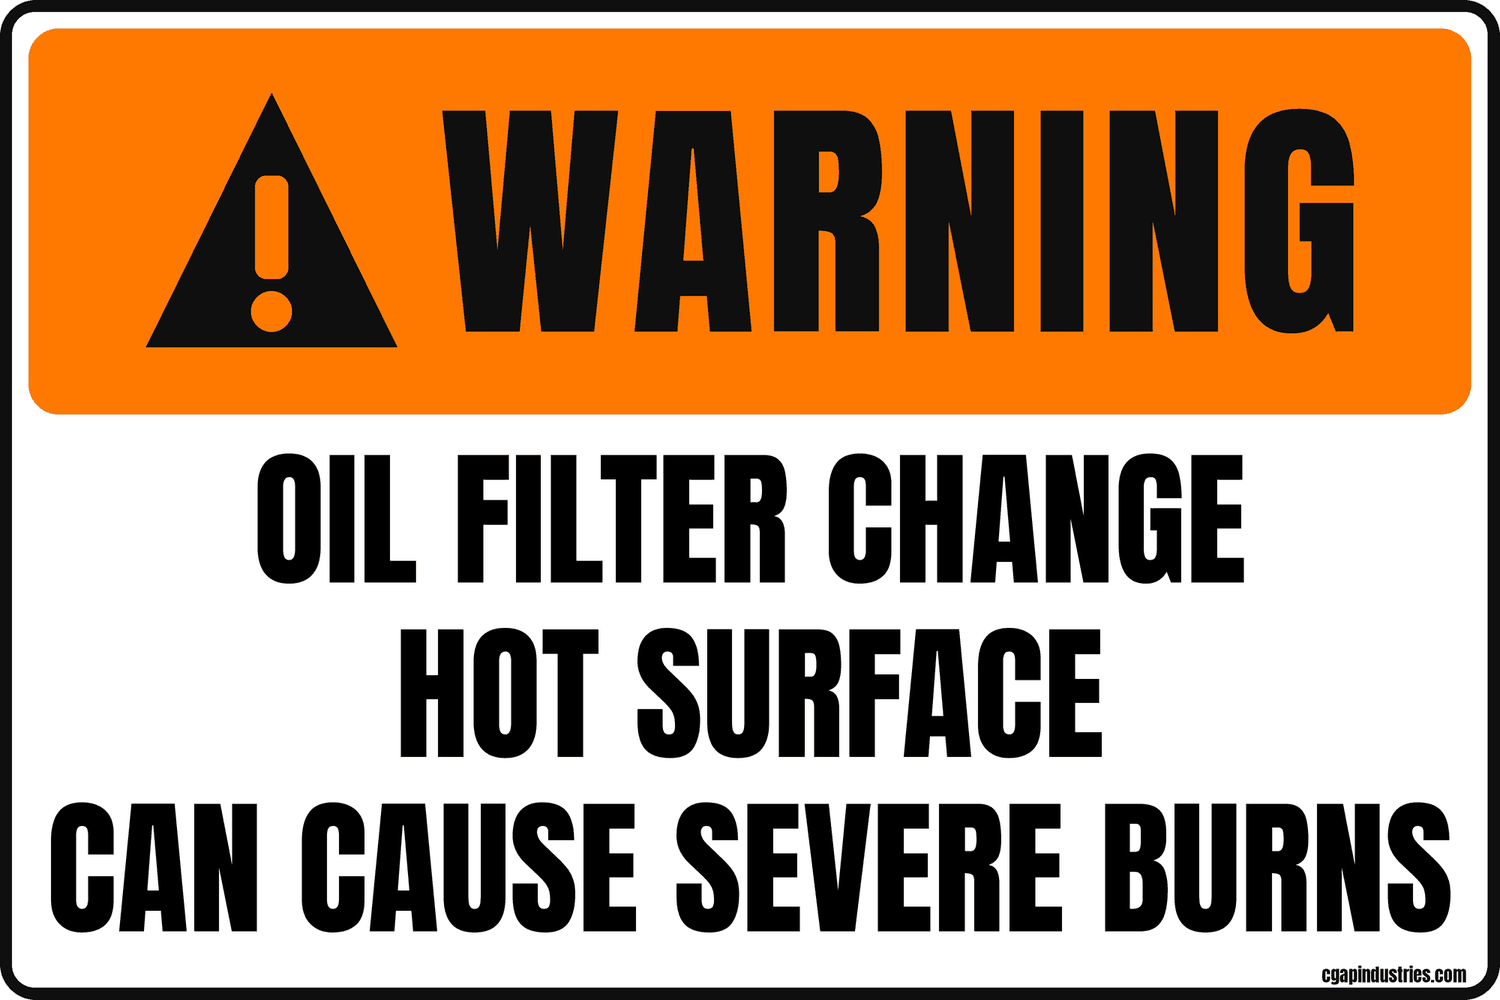 WARNING
OIL FILTER CHANGE
HOT SURFACE
CAN CAUSE SEVERE BURNS
cgapindustries.com